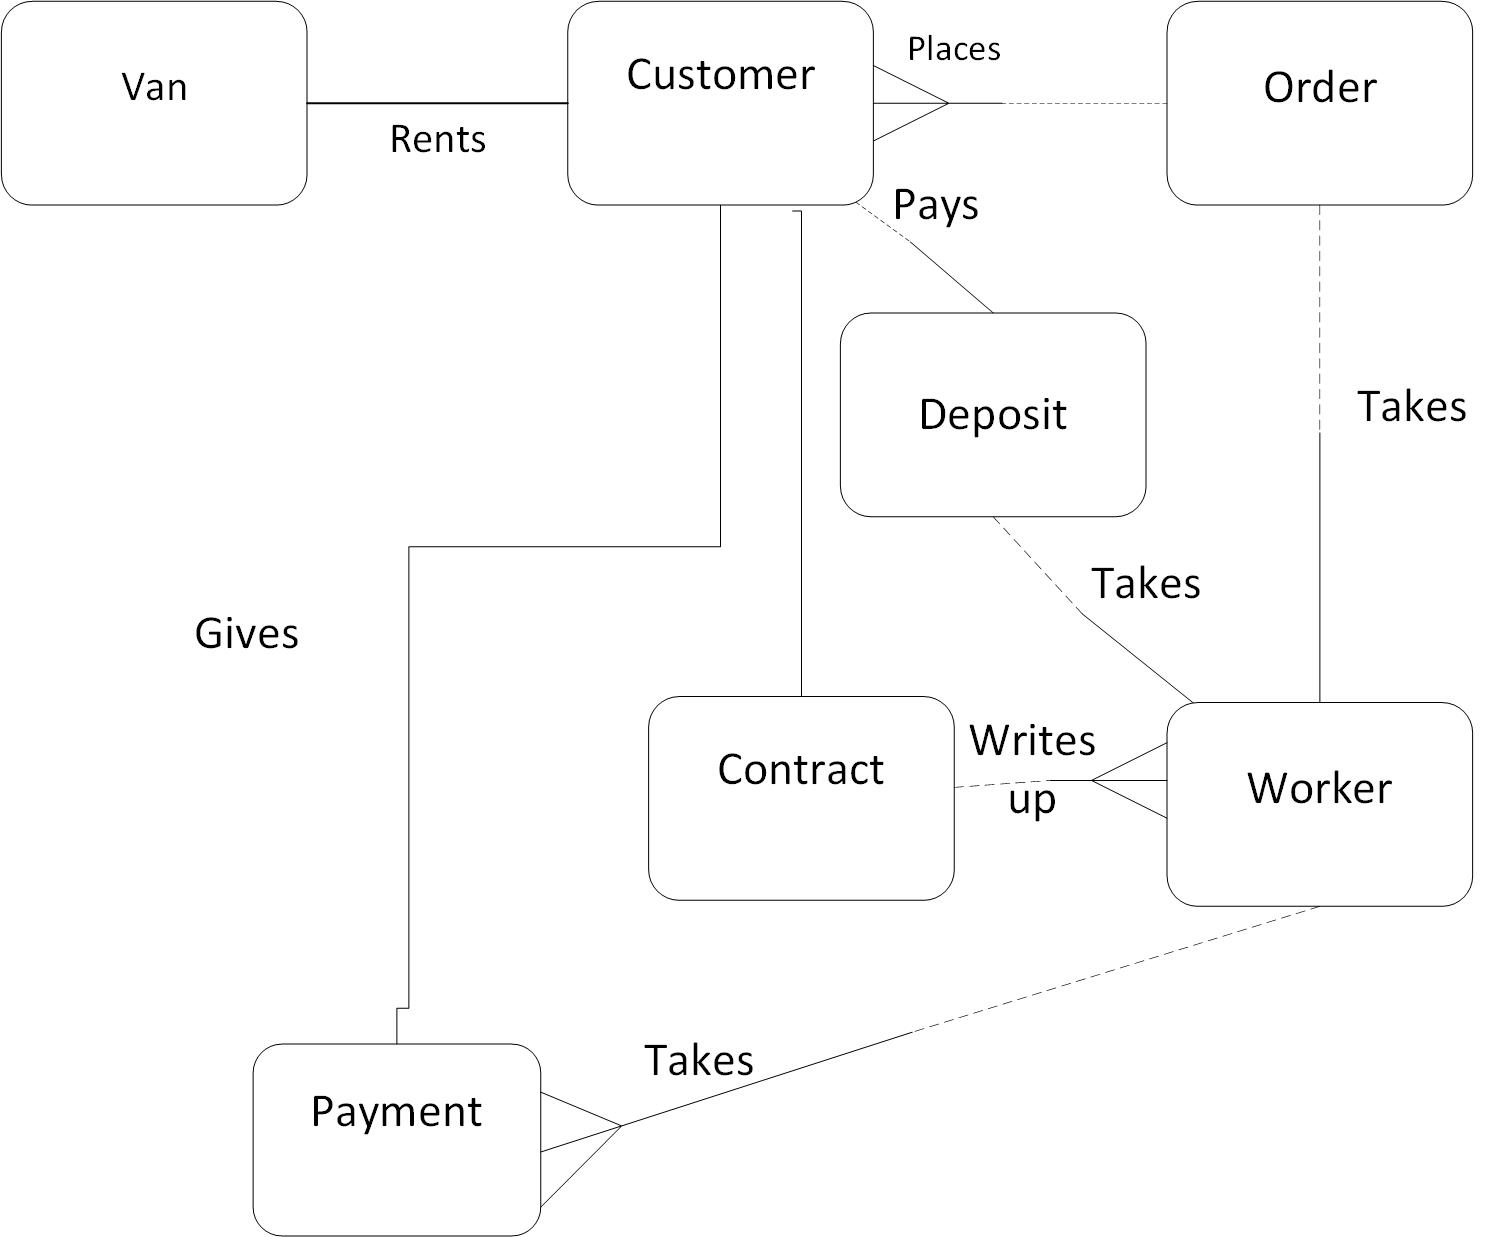 Van
Rents
Customer
Places
Order
Pays
Deposit
Takes
Takes
Gives
Contract
Writes
up
Worker
Takes
Payment